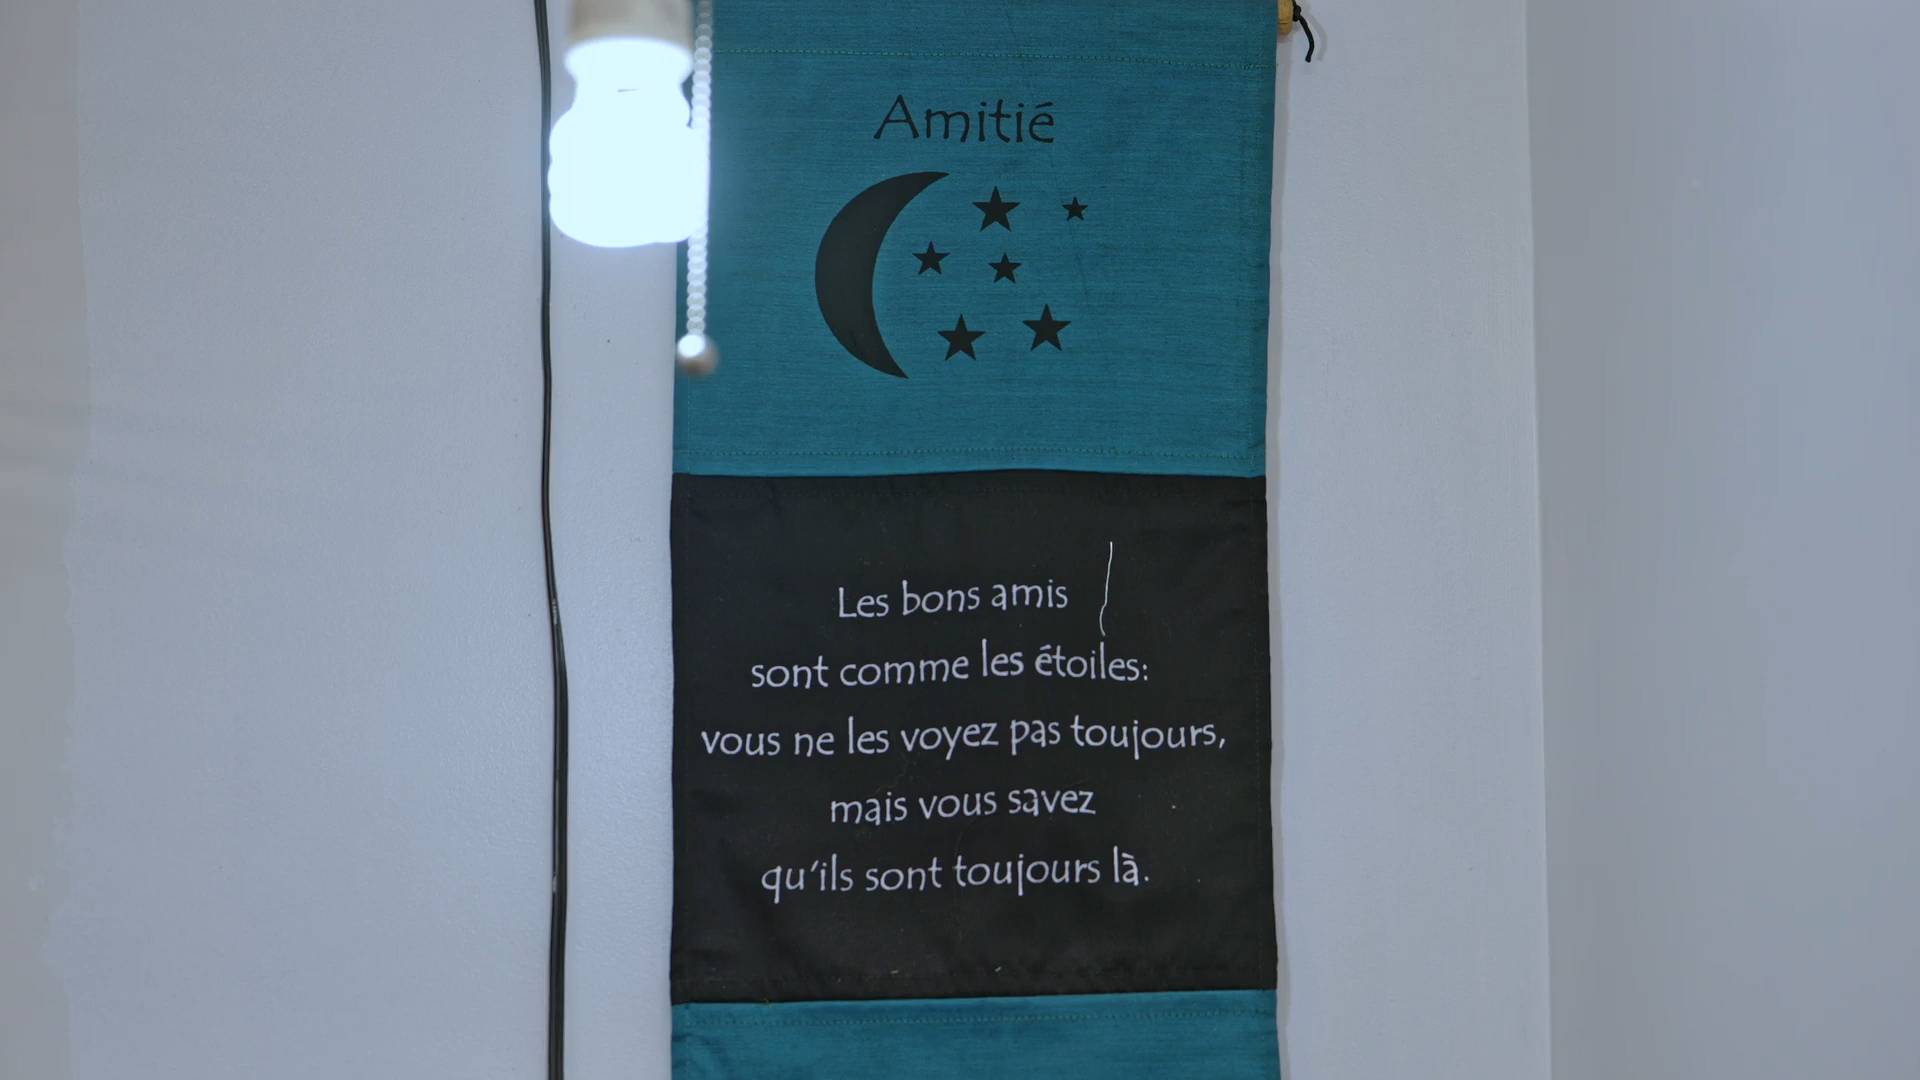 Amitié
Les bons amis
sont comme les étoiles:
vous ne les voyez pas toujours,
mais vous savez
qu'ils sont toujours là.